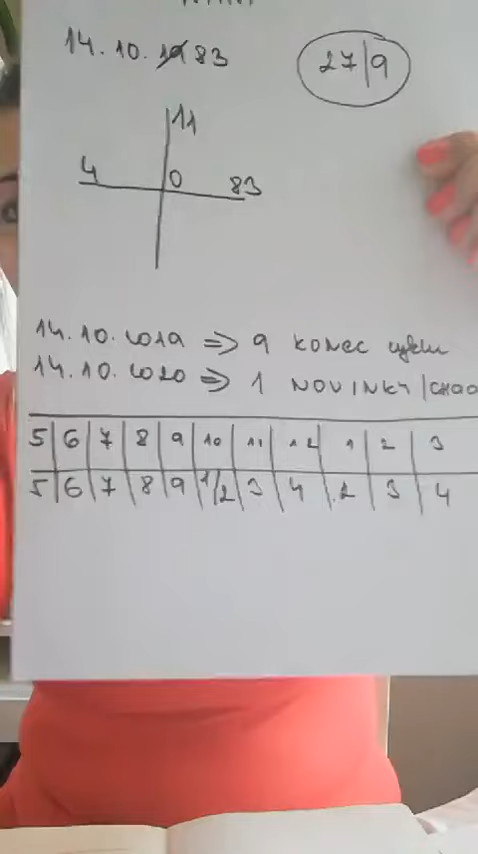 14.10.1983
27/9
11
4 0 83
14.10.2019 => 9 KONEC cyklu
14.10.2020 => 1 NOVINKY/CHAO
5|6|7|8|9|10|11|12|1|2|3
5|6|7|8|9|1/2|3|4|2|3|4